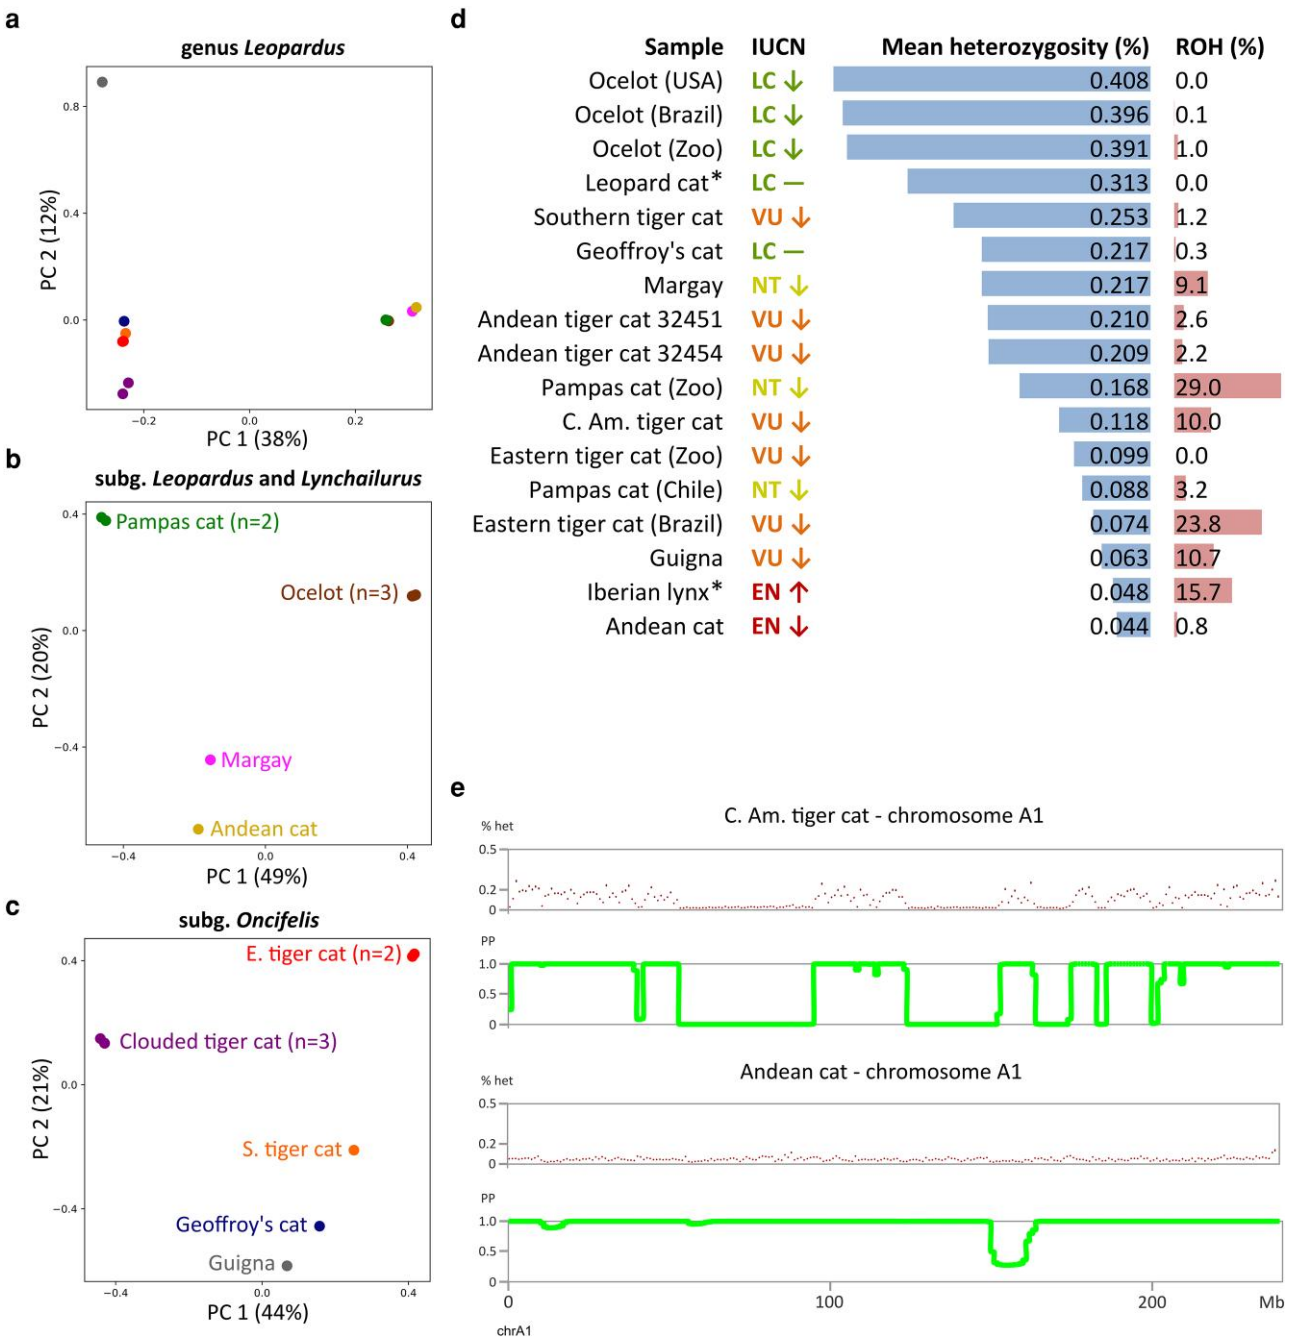 a
genus Leopardus
0.8
0.4
0.0
−0.2
0.0
0.2
PC 2 (12%)
PC 1 (38%)
b
subg. Leopardus and Lynchailurus
0.4
0.0
−0.4
−0.4
0.0
0.4
Pampas cat (n=2)
Ocelot (n=3)
Margay
Andean cat
PC 2 (20%)
PC 1 (49%)
c
subg. Oncifelis
0.4
0.0
−0.4
−0.4
0.0
0.4
E. tiger cat (n=2)
Clouded tiger cat (n=3)
S. tiger cat
Geoffroy's cat
Guigna
PC 2 (21%)
PC 1 (44%)
d
Sample IUCN Mean heterozygosity (%) ROH (%)
Ocelot (USA) LC ↓ 0.408 0.0
Ocelot (Brazil) LC ↓ 0.396 0.1
Ocelot (Zoo) LC ↓ 0.391 1.0
Leopard cat* LC — 0.313 0.0
Southern tiger cat VU ↓ 0.253 1.2
Geoffroy's cat LC — 0.217 0.3
Margay NT ↓ 0.217 9.1
Andean tiger cat 32451 VU ↓ 0.210 2.6
Andean tiger cat 32454 VU ↓ 0.209 2.2
Pampas cat (Zoo) NT ↓ 0.168 29.0
C. Am. tiger cat VU ↓ 0.118 10.0
Eastern tiger cat (Zoo) VU ↓ 0.099 0.0
Pampas cat (Chile) NT ↓ 0.088 3.2
Eastern tiger cat (Brazil) VU ↓ 0.074 23.8
Guigna VU ↓ 0.063 10.7
Iberian lynx* EN ↑ 0.048 15.7
Andean cat EN ↓ 0.044 0.8
e
C. Am. tiger cat - chromosome A1
% het
0.5
0.2
0
PP
1.0
0.5
0
Andean cat - chromosome A1
% het
0.5
0.2
0
PP
1.0
0.5
0
0 100 200 Mb
chrA1